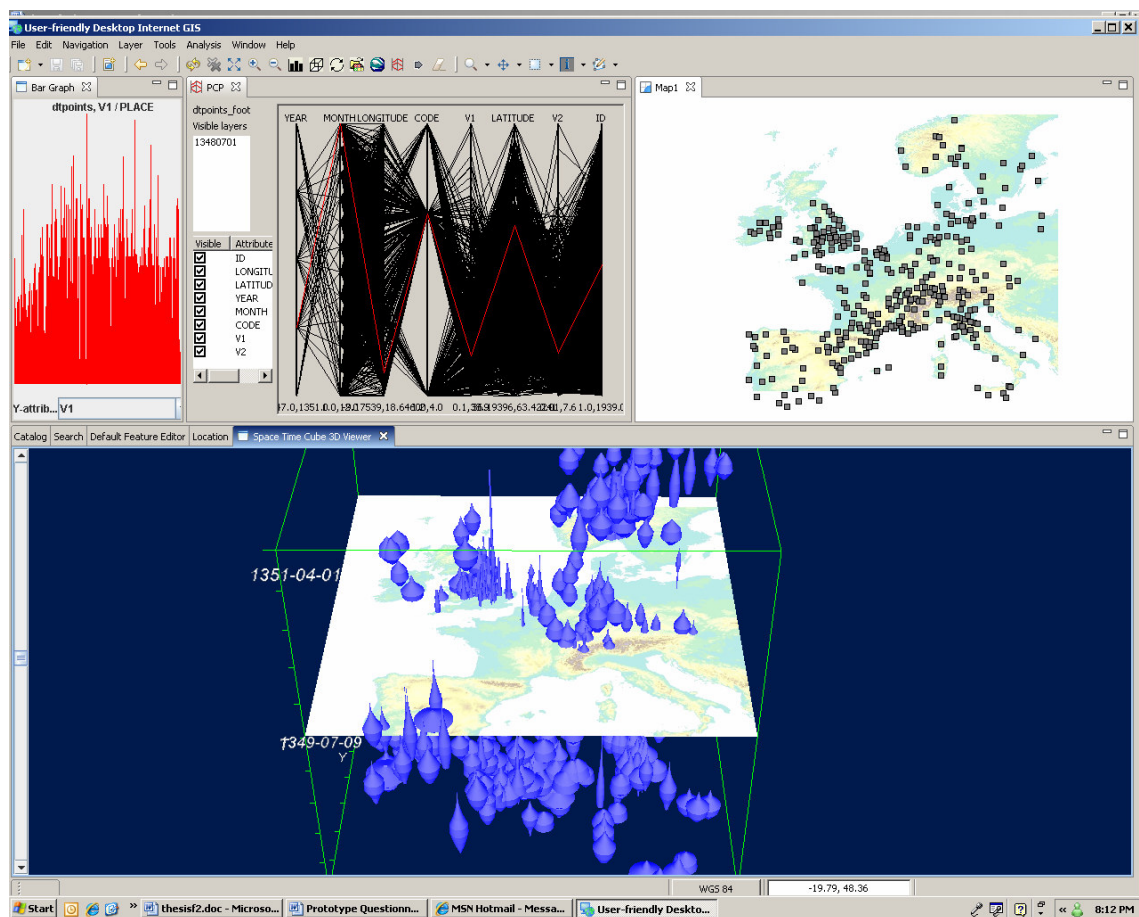 User-friendly Desktop Internet GIS
File Edit Navigation Layer Tools Analysis Window Help
Bar Graph
PCP
Map1
dtpoints, V1 / PLACE
Y-attrib... V1
dtpoints_foot
Visible layers
13480701
Visible Attribute
ID
LONGITU
LATITUD
YEAR
MONTH
CODE
V1
V2
YEAR MONTH LONGITUDE CODE V1 LATITUDE V2 ID
Catalog Search Default Feature Editor Location Space Time Cube 3D Viewer
1351-04-01
1349-07-09
Y
WGS 84 -19.79, 48.36
Start » thesisf2.doc - Microso... Prototype Questionn... MSN Hotmail - Messa... User-friendly Deskto... « 8:12 PM